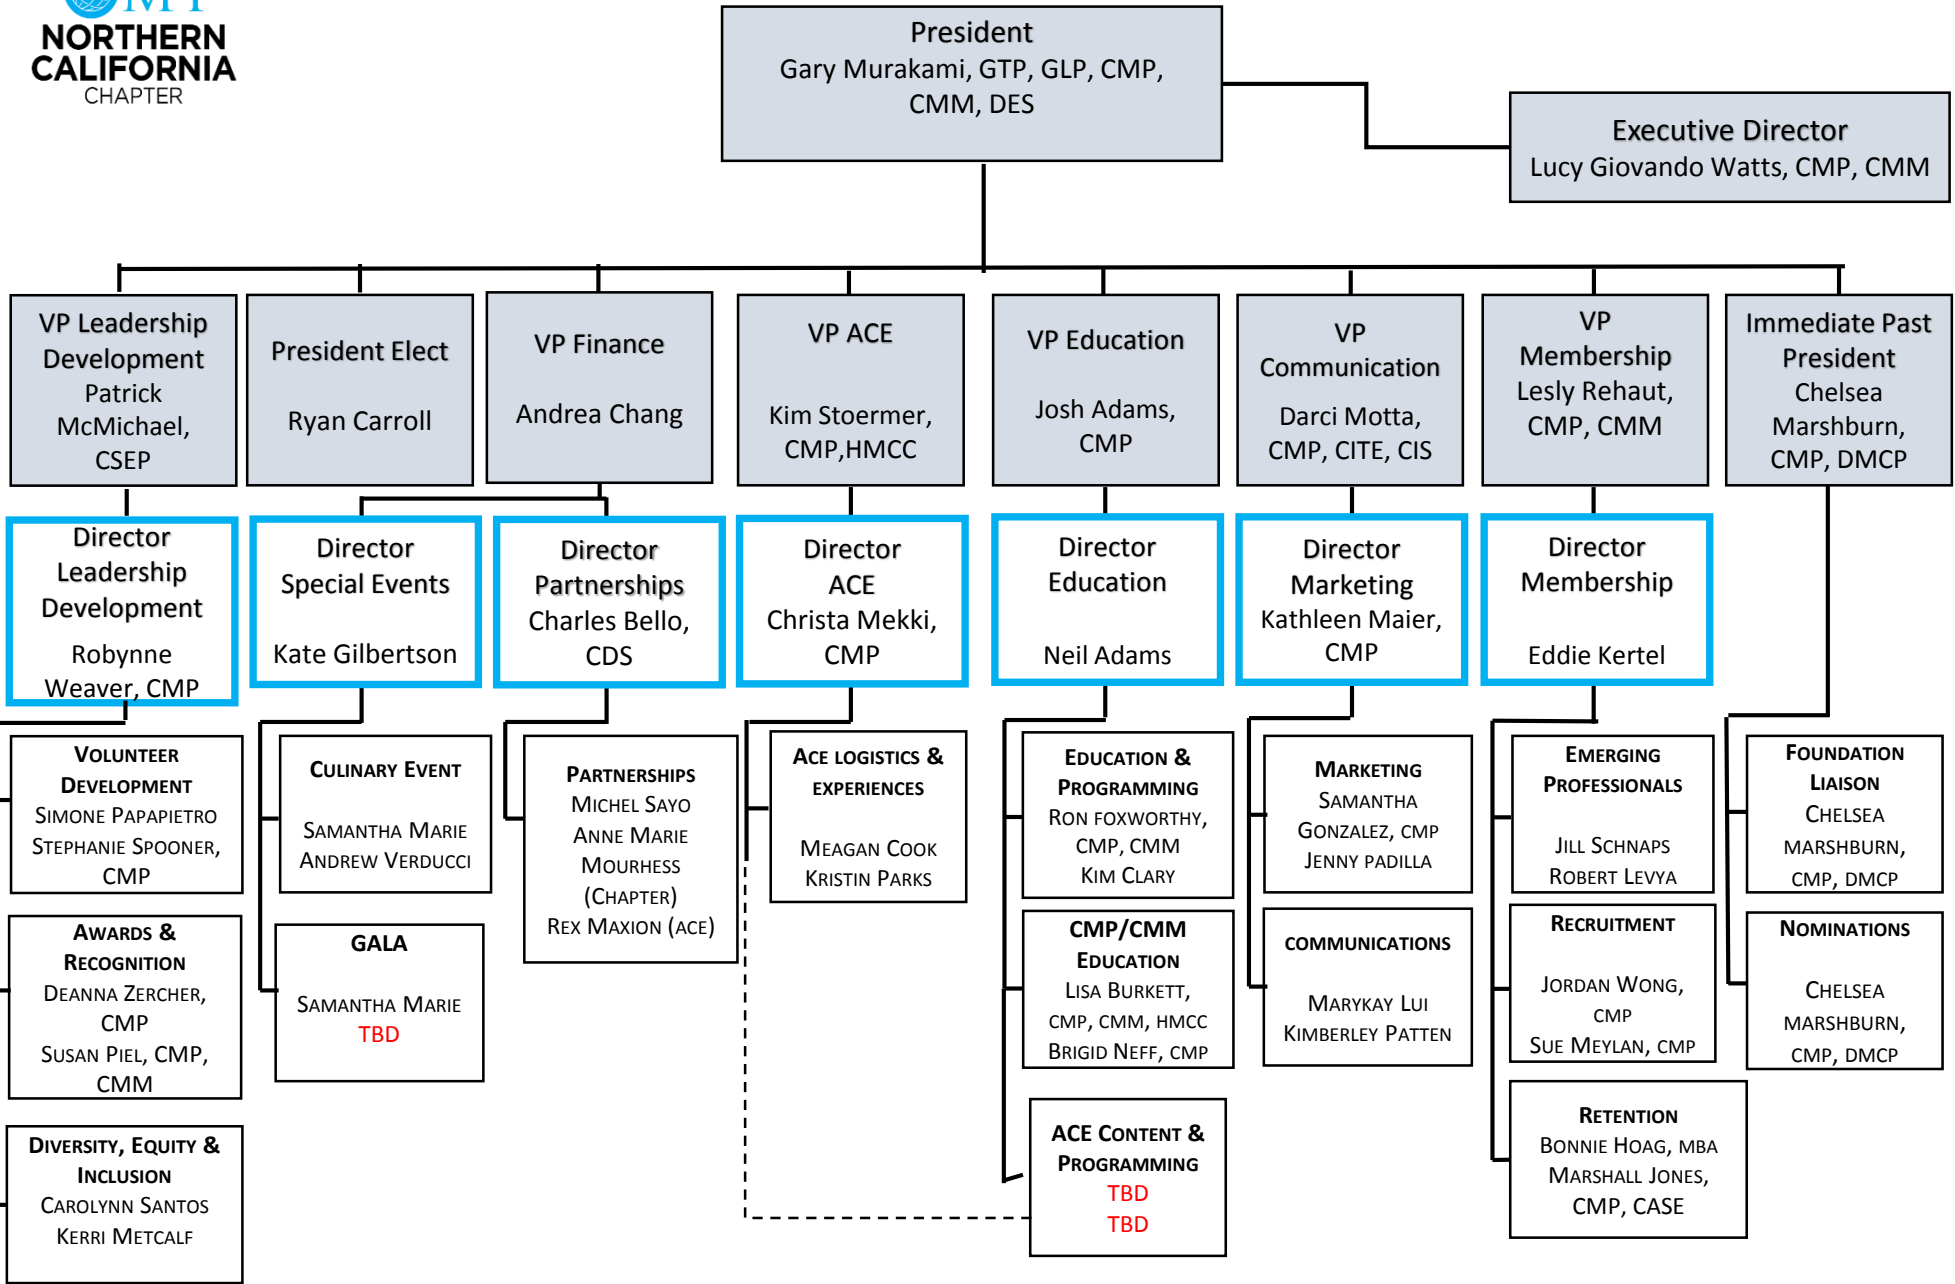 NORTHERN
CALIFORNIA
CHAPTER
President
Gary Murakami, GTP, GLP, CMP,
CMM, DES
Executive Director
Lucy Giovando Watts, CMP, CMM
VP Leadership
Development
Patrick
McMichael,
CSEP
President Elect
Ryan Carroll
VP Finance
Andrea Chang
VP ACE
Kim Stoermer,
CMP,HMCC
VP Education
Josh Adams,
CMP
VP
Communication
Darci Motta,
CMP, CITE, CIS
VP
Membership
Lesly Rehaut,
CMP, CMM
Immediate Past
President
Chelsea
Marshburn,
CMP, DMCP
Director
Leadership
Development
Robynne
Weaver, CMP
Director
Special Events
Kate Gilbertson
Director
Partnerships
Charles Bello,
CDS
Director
ACE
Christa Mekki,
CMP
Director
Education
Neil Adams
Director
Marketing
Kathleen Maier,
CMP
Director
Membership
Eddie Kertel
VOLUNTEER
DEVELOPMENT
SIMONE PAPAPIETRO
STEPHANIE SPOONER,
CMP
AWARDS &
RECOGNITION
DEANNA ZERCHER,
CMP
SUSAN PIEL, CMP,
CMM
DIVERSITY, EQUITY &
INCLUSION
CAROLYNN SANTOS
KERRI METCALF
CULINARY EVENT
SAMANTHA MARIE
ANDREW VERDUCCI
GALA
SAMANTHA MARIE
TBD
PARTNERSHIPS
MICHEL SAYO
ANNE MARIE
MOURHESS
(CHAPTER)
REX MAXION (ACE)
ACE LOGISTICS &
EXPERIENCES
MEAGAN COOK
KRISTIN PARKS
EDUCATION &
PROGRAMMING
RON FOXWORTHY,
CMP, CMM
KIM CLARY
CMP/CMM
EDUCATION
LISA BURKETT,
CMP, CMM, HMCC
BRIGID NEFF, CMP
ACE CONTENT &
PROGRAMMING
TBD
TBD
MARKETING
SAMANTHA
GONZALEZ, CMP
JENNY PADILLA
COMMUNICATIONS
MARYKAY LUI
KIMBERLEY PATTEN
EMERGING
PROFESSIONALS
JILL SCHNAPS
ROBERT LEVYA
RECRUITMENT
JORDAN WONG,
CMP
SUE MEYLAN, CMP
RETENTION
BONNIE HOAG, MBA
MARSHALL JONES,
CMP, CASE
FOUNDATION
LIAISON
CHELSEA
MARSHBURN,
CMP, DMCP
NOMINATIONS
CHELSEA
MARSHBURN,
CMP, DMCP